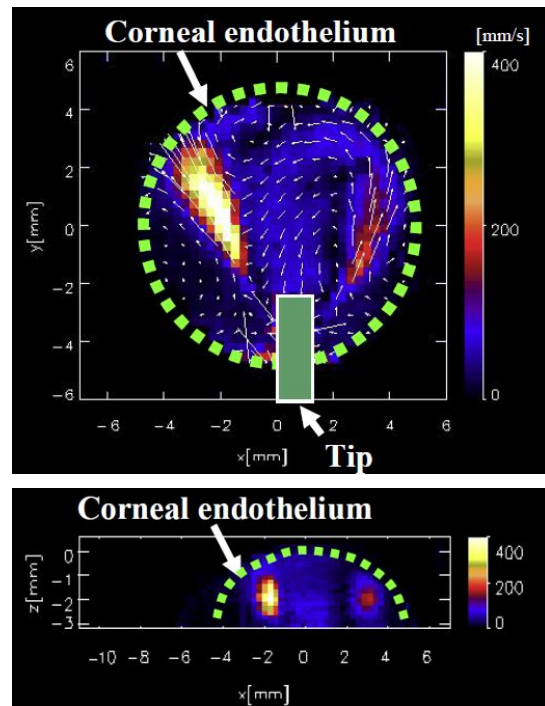 Corneal endothelium
[mm/s]
6
4
2
0
−2
−4
−6
y[mm]
−6 −4 −2 0 2 4 6
x[mm]
400
200
0
Tip
Corneal endothelium
0
−1
−2
−3
z[mm]
−10 −8 −6 −4 −2 0 2 4 6
x[mm]
400
200
0